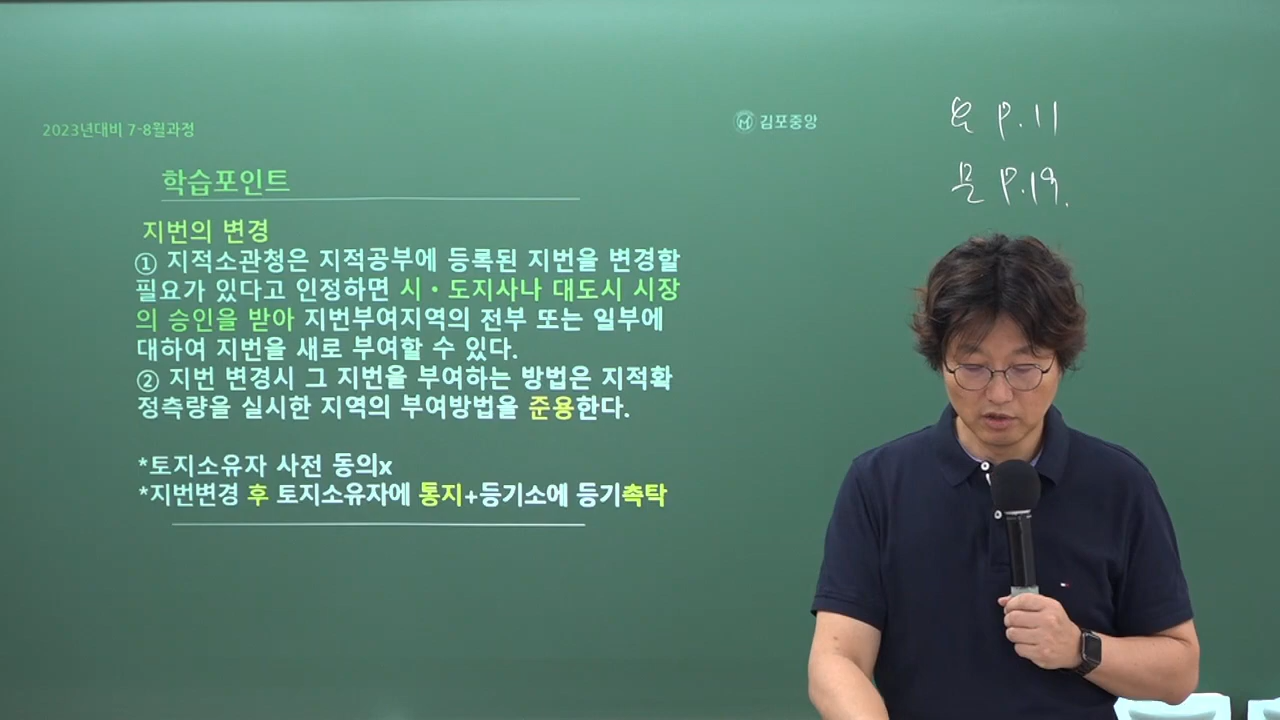 2023년대비 7-8월과정
김포중앙
요 P.11
문 P.19.
학습포인트
지번의 변경
① 지적소관청은 지적공부에 등록된 지번을 변경할
필요가 있다고 인정하면 시・도지사나 대도시 시장
의 승인을 받아 지번부여지역의 전부 또는 일부에
대하여 지번을 새로 부여할 수 있다.
② 지번 변경시 그 지번을 부여하는 방법은 지적확
정측량을 실시한 지역의 부여방법을 준용한다.
*토지소유자 사전 동의x
*지번변경 후 토지소유자에 통지+등기소에 등기촉탁